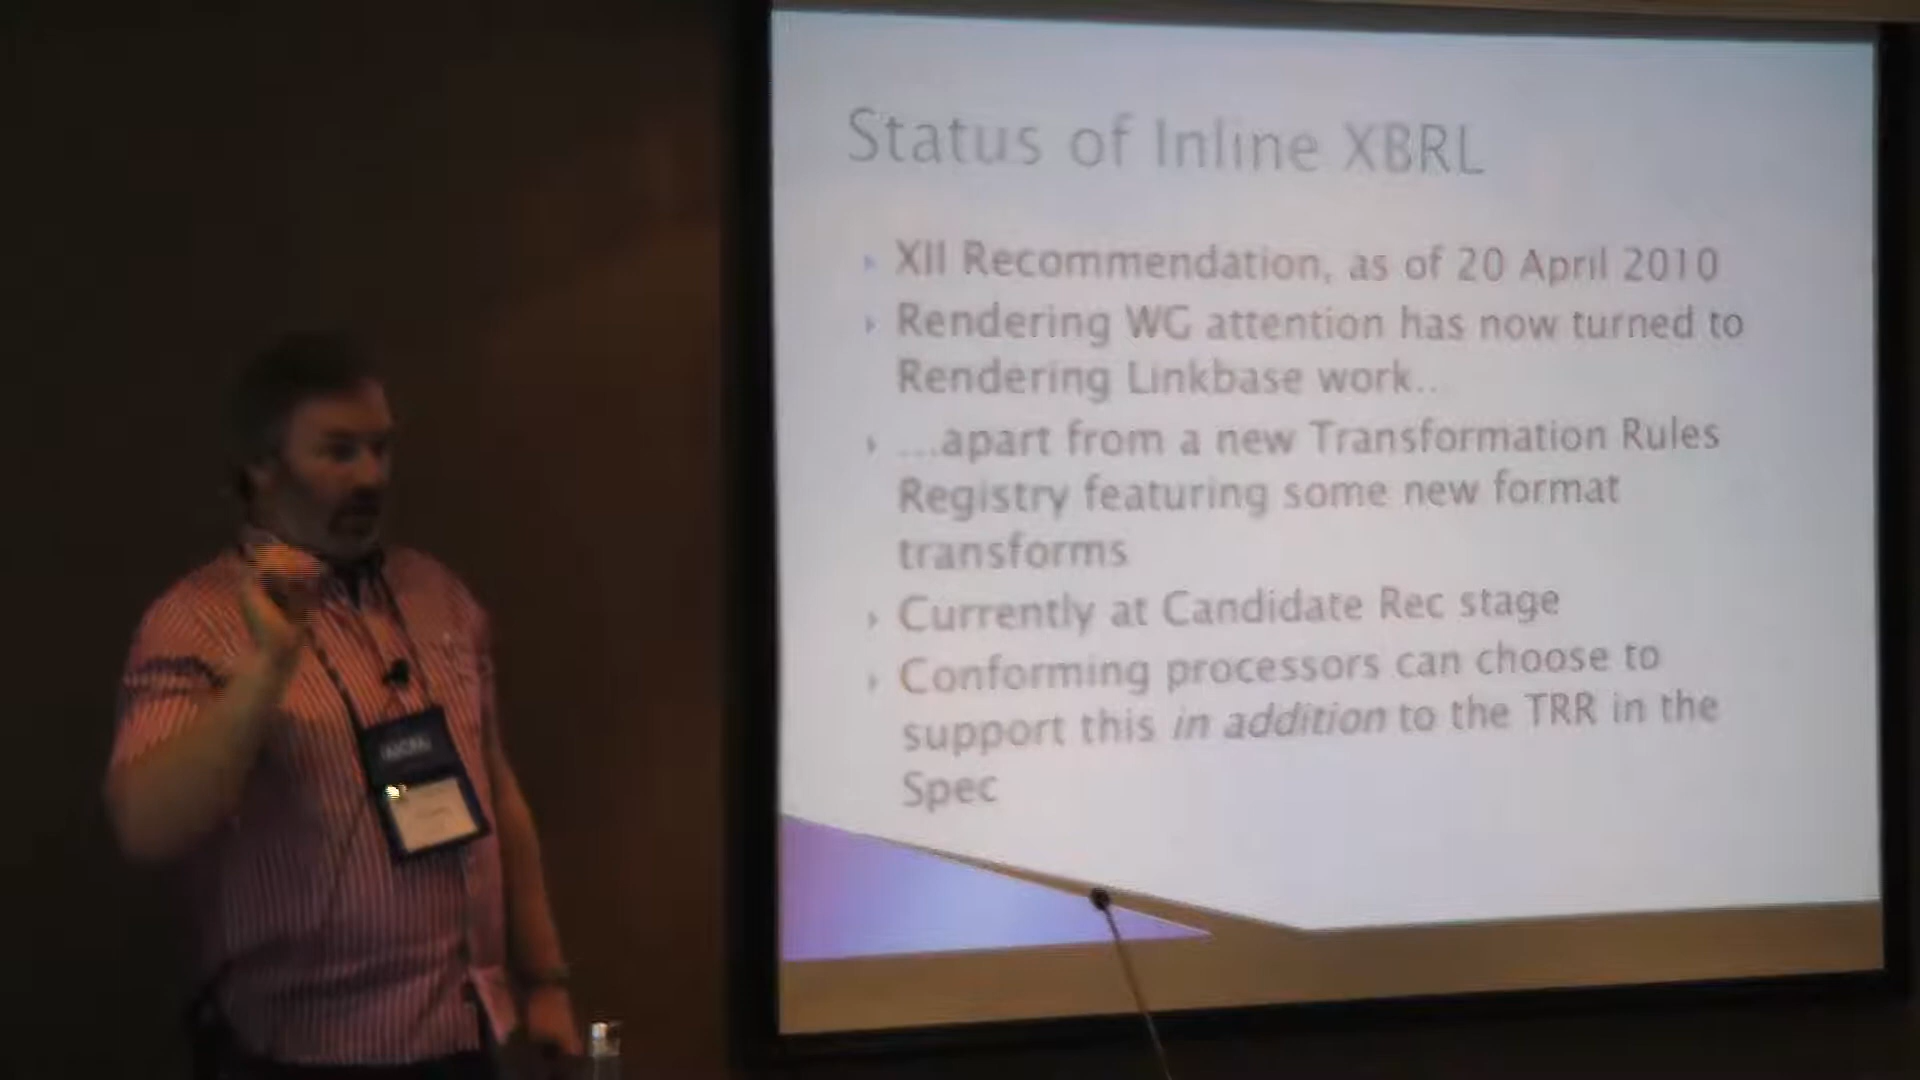 Status of Inline XBRL
XII Recommendation, as of 20 April 2010
Rendering WG attention has now turned to
Rendering Linkbase work...
...apart from a new Transformation Rules
Registry featuring some new format
transforms
Currently at Candidate Rec stage
Conforming processors can choose to
support this in addition to the TRR in the
Spec